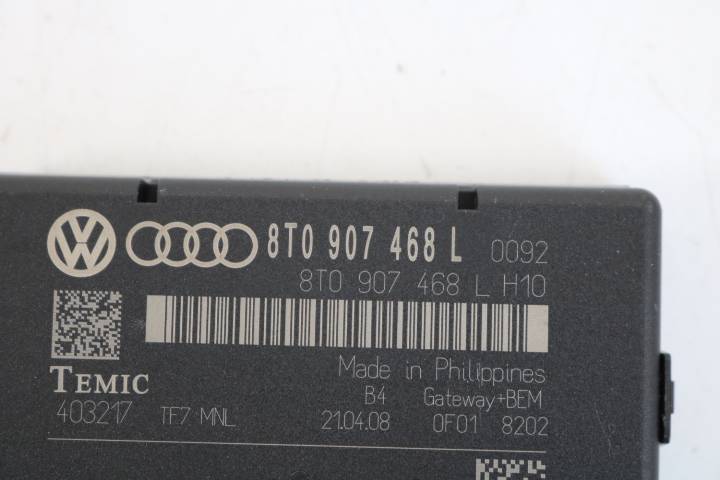 8T0 907 468 L 0092
8T0 907 468 L H10
Made in Philippines
TEMIC B4 Gateway+BEM
403217 TF7 MNL 21.04.08 0F01 8202